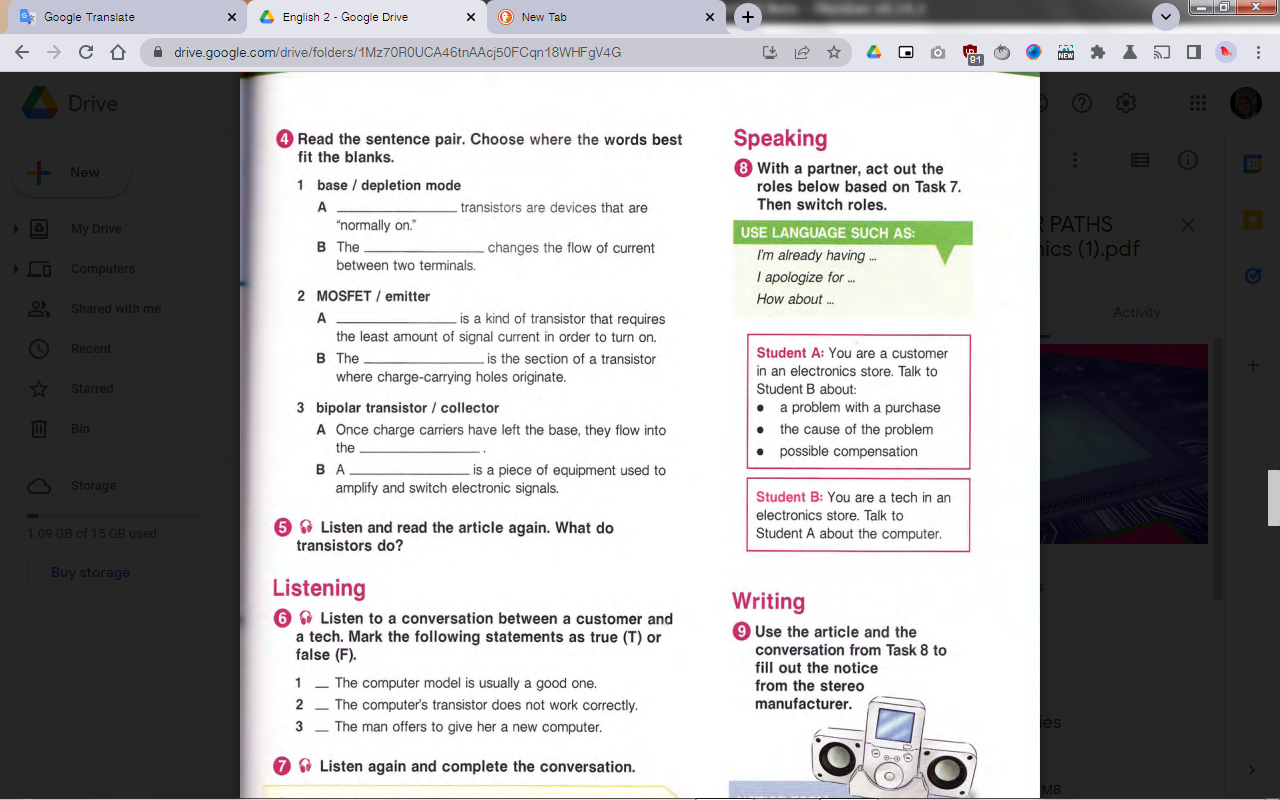 Google Translate
English 2 - Google Drive
New Tab
drive.google.com/drive/folders/1Mz70R0UCA46tnAAcj50FCqn18WHFgV4G
91
NEW
Drive
New
My Drive
Computers
Shared with me
Recent
Starred
Bin
Storage
1.09 GB of 15 GB used
Buy storage
4 Read the sentence pair. Choose where the words best
fit the blanks.
1 base / depletion mode
A ______________ transistors are devices that are
“normally on.”
B The ______________ changes the flow of current
between two terminals.
2 MOSFET / emitter
A ______________ is a kind of transistor that requires
the least amount of signal current in order to turn on.
B The ______________ is the section of a transistor
where charge-carrying holes originate.
3 bipolar transistor / collector
A Once charge carriers have left the base, they flow into
the ______________ .
B A ______________ is a piece of equipment used to
amplify and switch electronic signals.
5 Listen and read the article again. What do
transistors do?
Listening
6 Listen to a conversation between a customer and
a tech. Mark the following statements as true (T) or
false (F).
1 __ The computer model is usually a good one.
2 __ The computer's transistor does not work correctly.
3 __ The man offers to give her a new computer.
7 Listen again and complete the conversation.
Speaking
8 With a partner, act out the
roles below based on Task 7.
Then switch roles.
USE LANGUAGE SUCH AS:
I'm already having ...
I apologize for ...
How about ...
Student A: You are a customer
in an electronics store. Talk to
Student B about:
● a problem with a purchase
● the cause of the problem
● possible compensation
Student B: You are a tech in an
electronics store. Talk to
Student A about the computer.
Writing
9 Use the article and the
conversation from Task 8 to
fill out the notice
from the stereo
manufacturer.
R PATHS
nics (1).pdf
Activity
MB